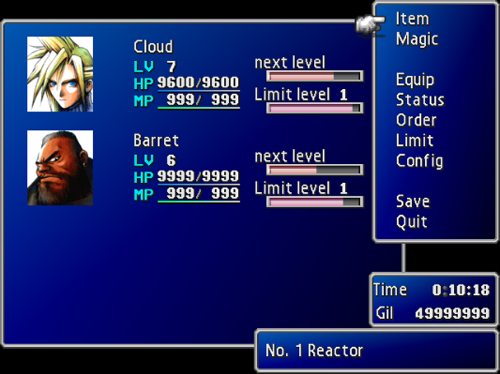 Cloud
LV 7
HP 9600/9600
MP 999/ 999
next level
Limit level 1
Barret
LV 6
HP 9999/9999
MP 999/ 999
next level
Limit level 1
Item
Magic
Equip
Status
Order
Limit
Config
Save
Quit
Time 0:10:18
Gil 49999999
No. 1 Reactor